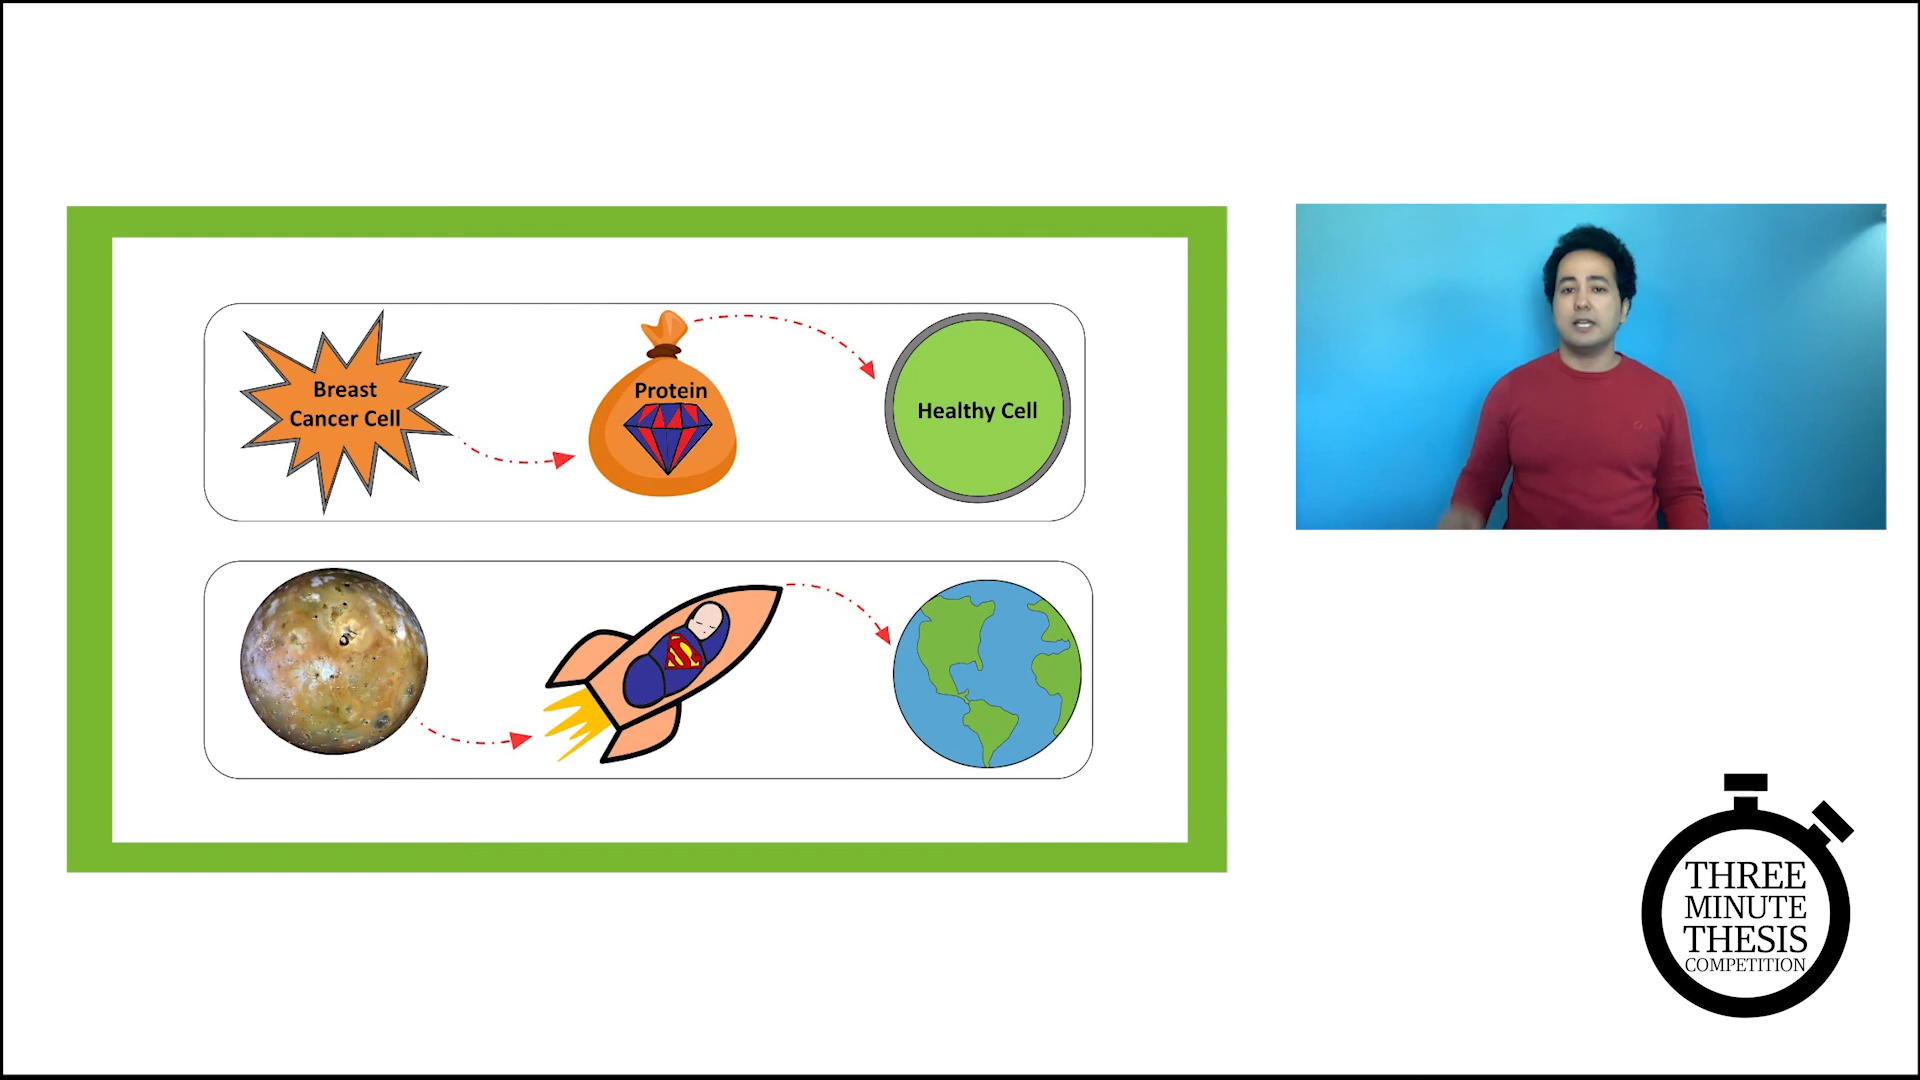 Breast
Cancer Cell
Protein
Healthy Cell
S
THREE
MINUTE
THESIS
COMPETITION